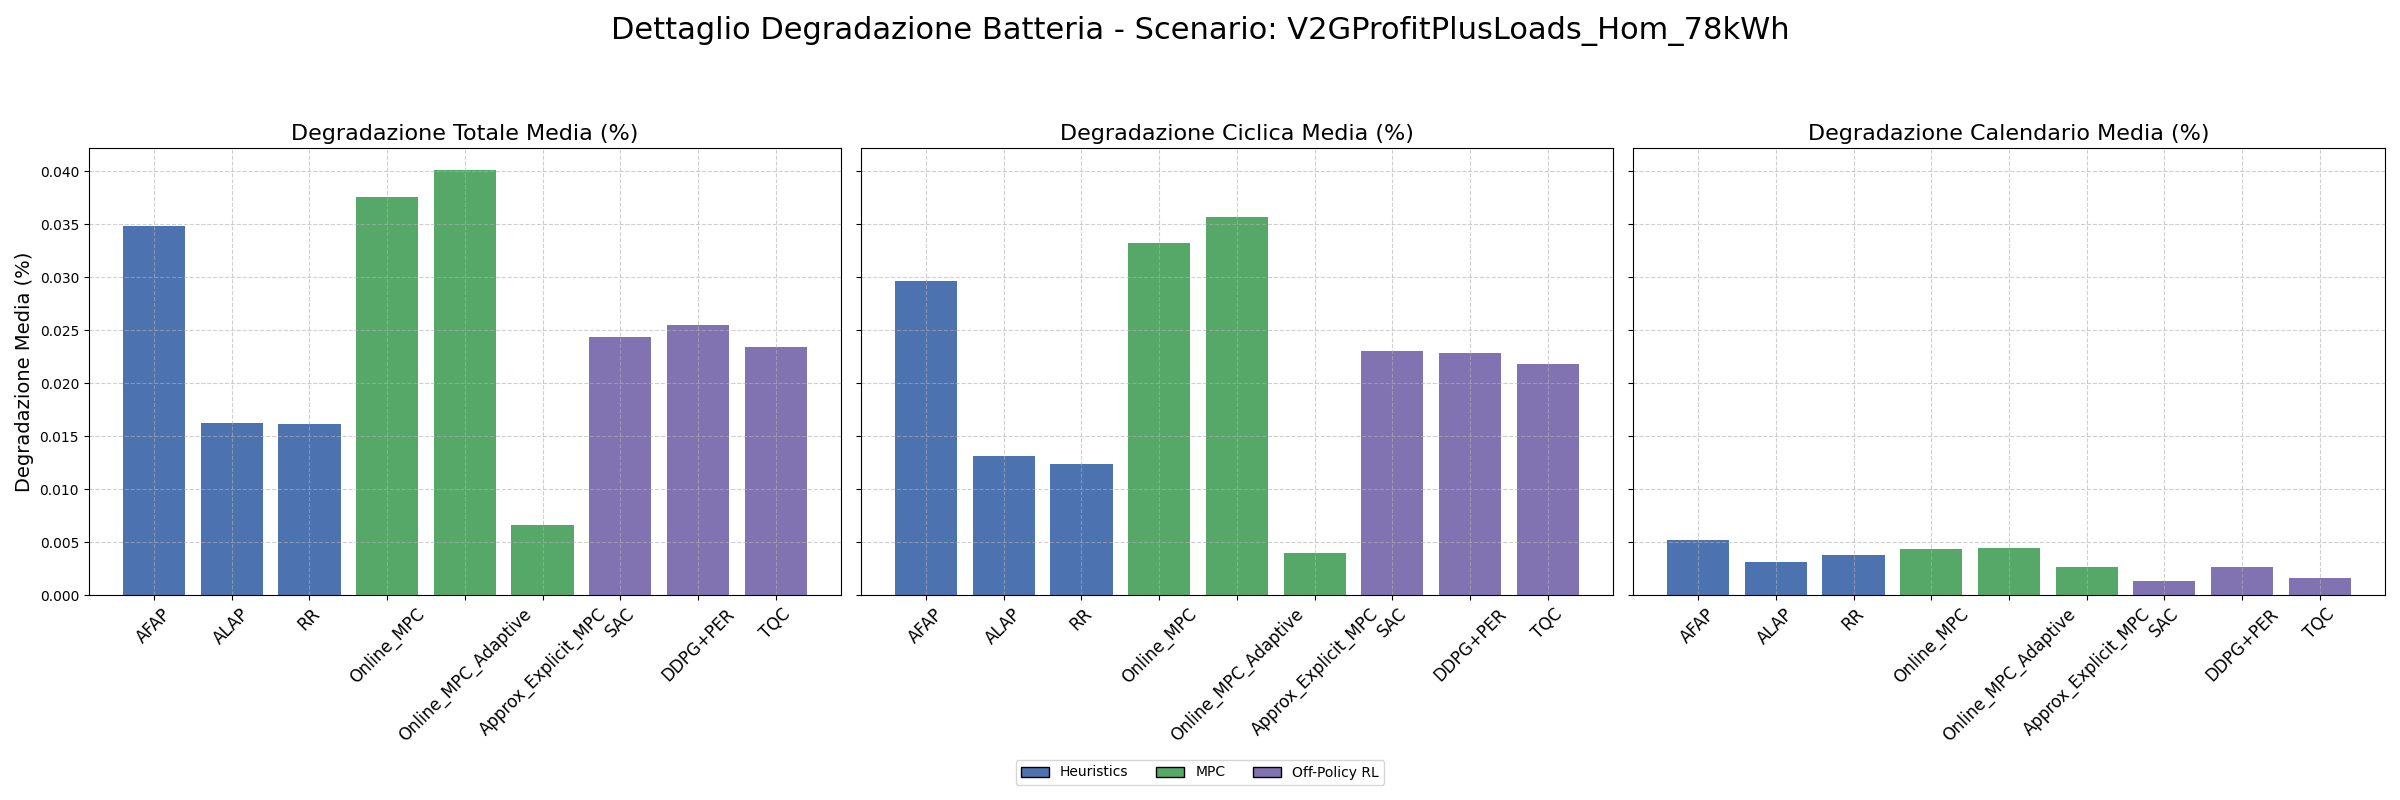 Dettaglio Degradazione Batteria - Scenario: V2GProfitPlusLoads_Hom_78kWh
Degradazione Totale Media (%)
Degradazione Ciclica Media (%)
Degradazione Calendario Media (%)
Degradazione Media (%)
0.040
0.035
0.030
0.025
0.020
0.015
0.010
0.005
0.000
AFAP
ALAP
RR
Online_MPC
Online_MPC_Adaptive
Approx_Explicit_MPC
SAC
DDPG+PER
TQC
AFAP
ALAP
RR
Online_MPC
Online_MPC_Adaptive
Approx_Explicit_MPC
SAC
DDPG+PER
TQC
AFAP
ALAP
RR
Online_MPC
Online_MPC_Adaptive
Approx_Explicit_MPC
SAC
DDPG+PER
TQC
Heuristics
MPC
Off-Policy RL